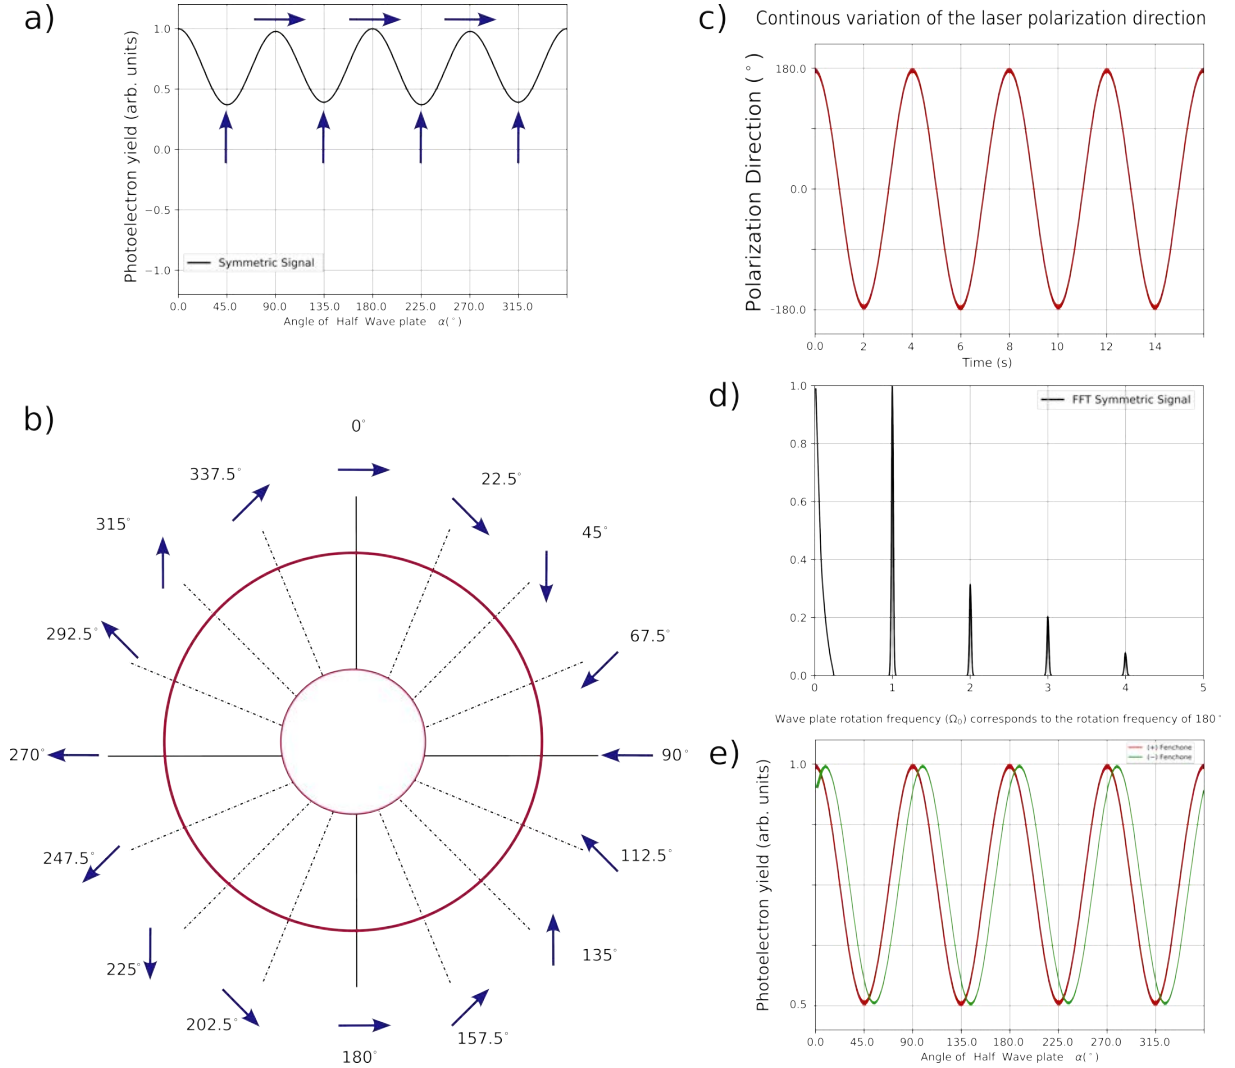 a)
Photoelectron yield (arb. units)
1.0
0.5
0.0
−0.5
−1.0
Symmetric Signal
0.0 45.0 90.0 135.0 180.0 225.0 270.0 315.0
Angle of Half Wave plate α(°)
b)
0°
22.5°
45°
67.5°
90°
112.5°
135°
157.5°
180°
202.5°
225°
247.5°
270°
292.5°
315°
337.5°
c)
Continous variation of the laser polarization direction
Polarization Direction (°)
180.0
0.0
-180.0
0.0 2 4 6 8 10 12 14
Time (s)
d)
1.0
0.8
0.6
0.4
0.2
0.0
FFT Symmetric Signal
0 1 2 3 4 5
Wave plate rotation frequency (Ω₀) corresponds to the rotation frequency of 180°
e)
Photoelectron yield (arb. units)
1.0
0.5
(+) Fenchone
(−) Fenchone
0.0 45.0 90.0 135.0 180.0 225.0 270.0 315.0
Angle of Half Wave plate α(°)